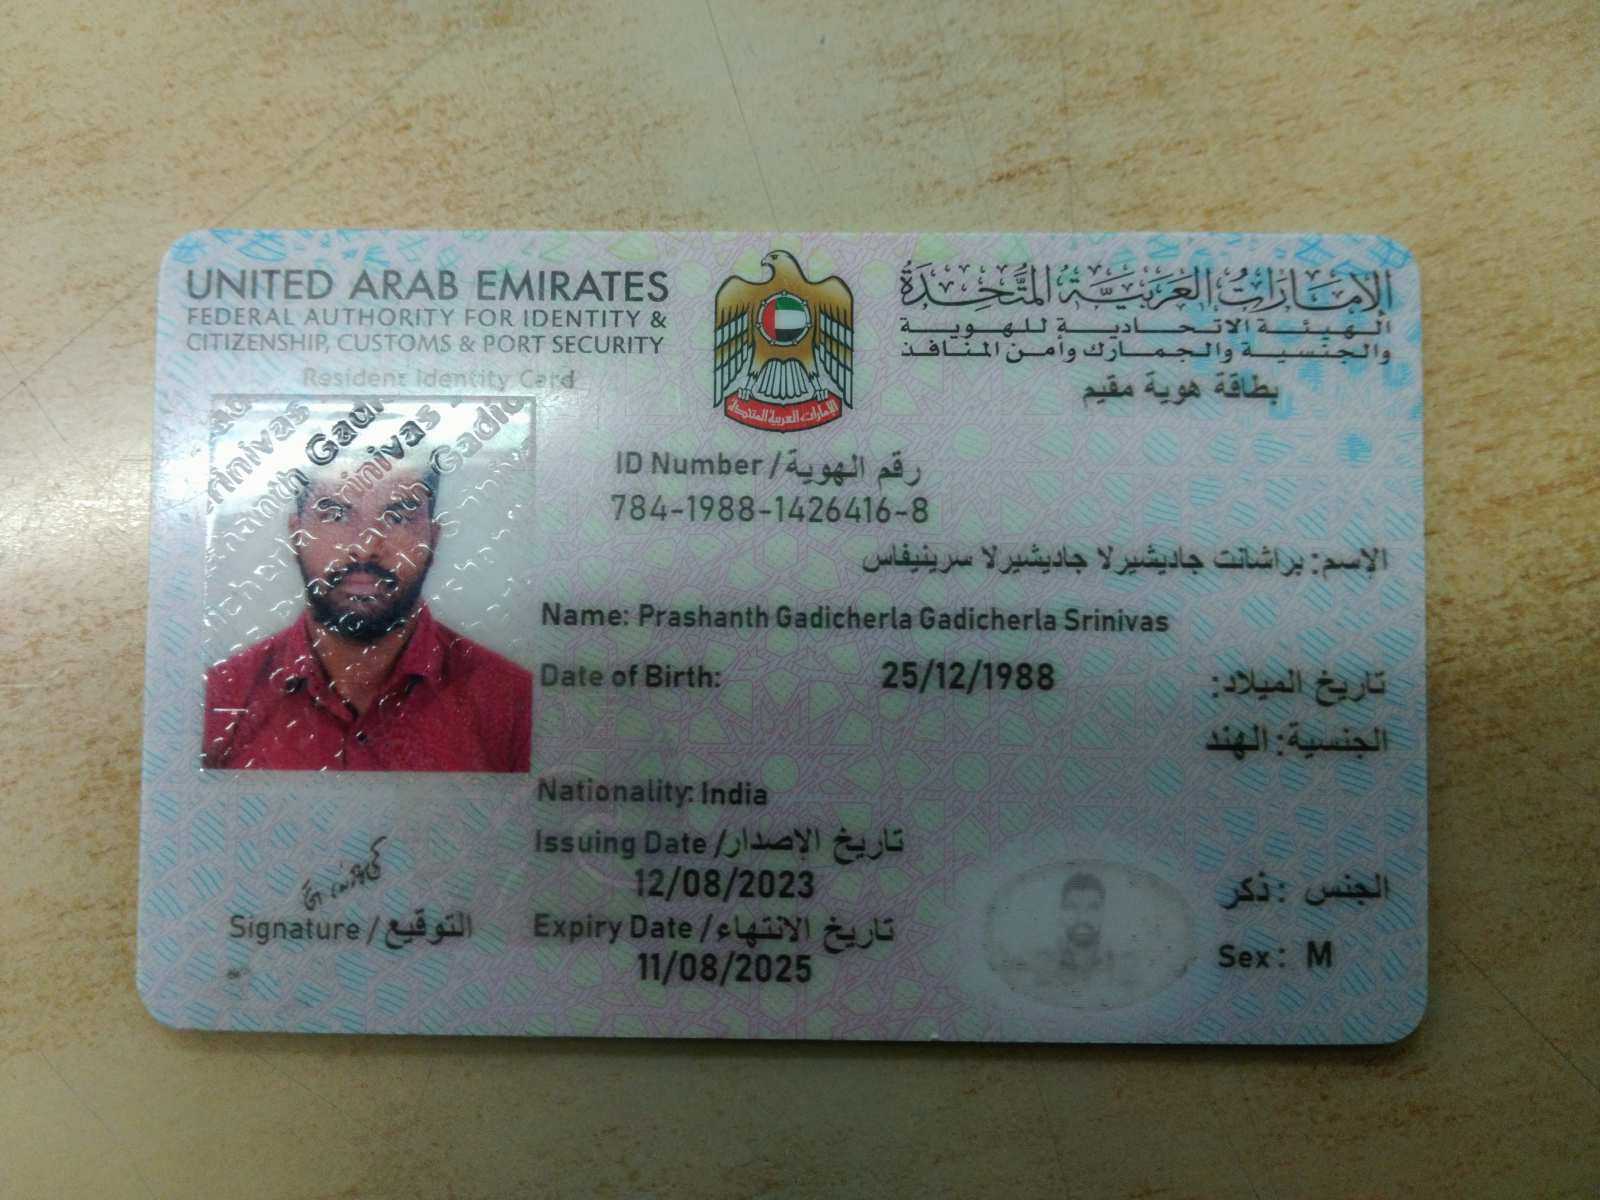 UNITED ARAB EMIRATES
FEDERAL AUTHORITY FOR IDENTITY &
CITIZENSHIP, CUSTOMS & PORT SECURITY
Resident Identity Card
الإمارات العربية المتحدة
الهيئة الاتحادية للهوية
والجنسية والجمارك وأمن المنافذ
بطاقة هوية مقيم
الإمارات العربية المتحدة
ID Number / رقم الهوية
784-1988-1426416-8
الإسم: براشانت جاديشيرلا جاديشيرلا سرينيفاس
Name: Prashanth Gadicherla Gadicherla Srinivas
Date of Birth: 25/12/1988 تاريخ الميلاد:
الجنسية: الهند
Nationality: India
Issuing Date / تاريخ الإصدار
12/08/2023
Expiry Date / تاريخ الانتهاء
11/08/2025
الجنس : ذكر
Sex : M
Signature / التوقيع